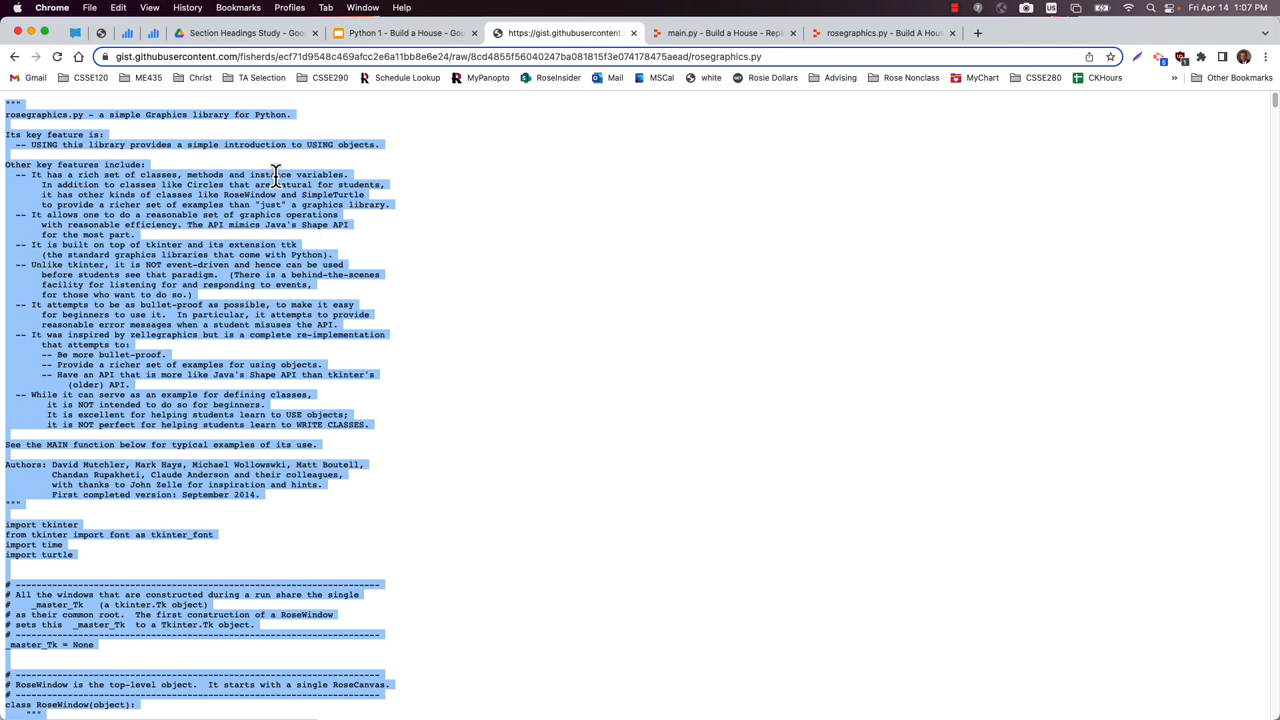 Chrome File Edit View History Bookmarks Profiles Tab Window Help Fri Apr 14 1:07 PM
Section Headings Study - Goo Python 1 - Build a House - Goo https://gist.githubusercontent.c main.py - Build a House - Repl rosegraphics.py - Build A Hous
gist.githubusercontent.com/fisherds/ecf71d9548c469afcc2e6a11bb8e6e24/raw/8cd4855f56040247ba081815f3e074178475aead/rosegraphics.py
Gmail CSSE120 ME435 Christ TA Selection CSSE290 Schedule Lookup MyPanopto RoseInsider Mail MSCal white Rosie Dollars Advising Rose Nonclass MyChart CSSE280 CKHours » Other Bookmarks
"""
rosegraphics.py - a simple Graphics library for Python.
Its key feature is:
-- USING this library provides a simple introduction to USING objects.
Other key features include:
-- It has a rich set of classes, methods and instance variables.
In addition to classes like Circles that are natural for students,
it has other kinds of classes like RoseWindow and SimpleTurtle
to provide a richer set of examples than "just" a graphics library.
-- It allows one to do a reasonable set of graphics operations
with reasonable efficiency. The API mimics Java's Shape API
for the most part.
-- It is built on top of tkinter and its extension ttk
(the standard graphics libraries that come with Python).
-- Unlike tkinter, it is NOT event-driven and hence can be used
before students see that paradigm. (There is a behind-the-scenes
facility for listening for and responding to events,
for those who want to do so.)
-- It attempts to be as bullet-proof as possible, to make it easy
for beginners to use it. In particular, it attempts to provide
reasonable error messages when a student misuses the API.
-- It was inspired by zellegraphics but is a complete re-implementation
that attempts to:
-- Be more bullet-proof.
-- Provide a richer set of examples for using objects.
-- Have an API that is more like Java's Shape API than tkinter's
(older) API.
-- While it can serve as an example for defining classes,
it is NOT intended to do so for beginners.
It is excellent for helping students learn to USE objects;
it is NOT perfect for helping students learn to WRITE CLASSES.
See the MAIN function below for typical examples of its use.
Authors: David Mutchler, Mark Hays, Michael Wollowswki, Matt Boutell,
Chandan Rupakheti, Claude Anderson and their colleagues,
with thanks to John Zelle for inspiration and hints.
First completed version: September 2014.
"""
import tkinter
from tkinter import font as tkinter_font
import time
import turtle
# ----------------------------------------------------------------------
# All the windows that are constructed during a run share the single
# _master_Tk (a tkinter.Tk object)
# as their common root. The first construction of a RoseWindow
# sets this _master_Tk to a Tkinter.Tk object.
# ----------------------------------------------------------------------
_master_Tk = None
# ----------------------------------------------------------------------
# RoseWindow is the top-level object. It starts with a single RoseCanvas.
# ----------------------------------------------------------------------
class RoseWindow(object):
"""